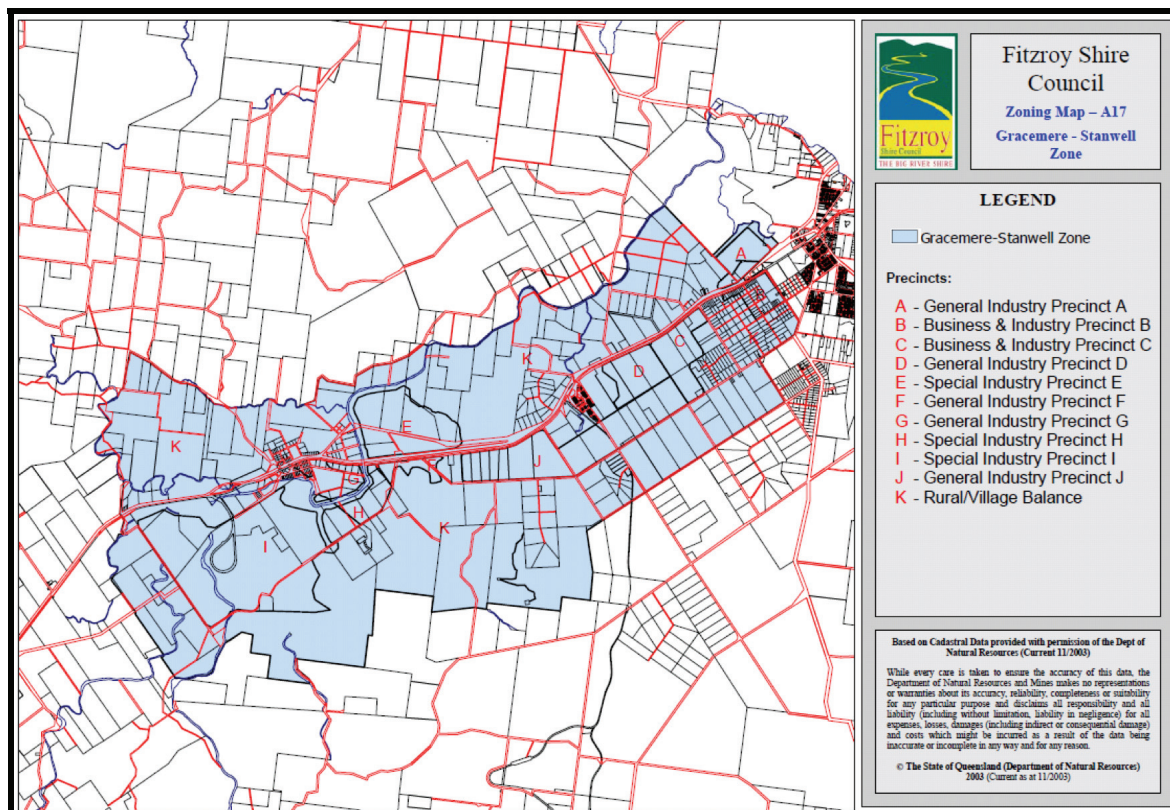 Fitzroy
Shire Council
THE BIG RIVER SHIRE
Fitzroy Shire
Council
Zoning Map – A17
Gracemere - Stanwell
Zone
LEGEND
Gracemere-Stanwell Zone
Precincts:
A - General Industry Precinct A
B - Business & Industry Precinct B
C - Business & Industry Precinct C
D - General Industry Precinct D
E - Special Industry Precinct E
F - General Industry Precinct F
G - General Industry Precinct G
H - Special Industry Precinct H
I - Special Industry Precinct I
J - General Industry Precinct J
K - Rural/Village Balance
Based on Cadastral Data provided with permission of the Dept of
Natural Resources (Current 11/2003)
While every care is taken to ensure the accuracy of this data, the
Department of Natural Resources and Mines makes no representations
or warranties about its accuracy, reliability, completeness or suitability
for any particular purpose and disclaims all responsibility and all
liability (including without limitation, liability in negligence) for all
expenses, losses, damages (including indirect or consequential damage)
and costs which might be incurred as a result of the data being
inaccurate or incomplete in any way and for any reason.
© The State of Queensland (Department of Natural Resources)
2003 (Current as at 11/2003)
A
C
K
D
E
J
K
G
H
K
I